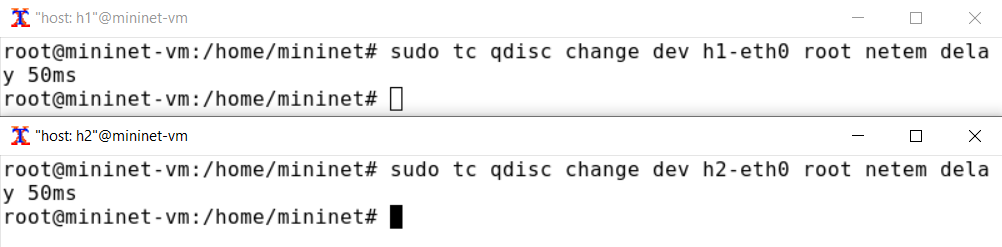 "host: h1"@mininet-vm
root@mininet-vm:/home/mininet# sudo tc qdisc change dev h1-eth0 root netem dela
y 50ms
root@mininet-vm:/home/mininet#
"host: h2"@mininet-vm
root@mininet-vm:/home/mininet# sudo tc qdisc change dev h2-eth0 root netem dela
y 50ms
root@mininet-vm:/home/mininet#